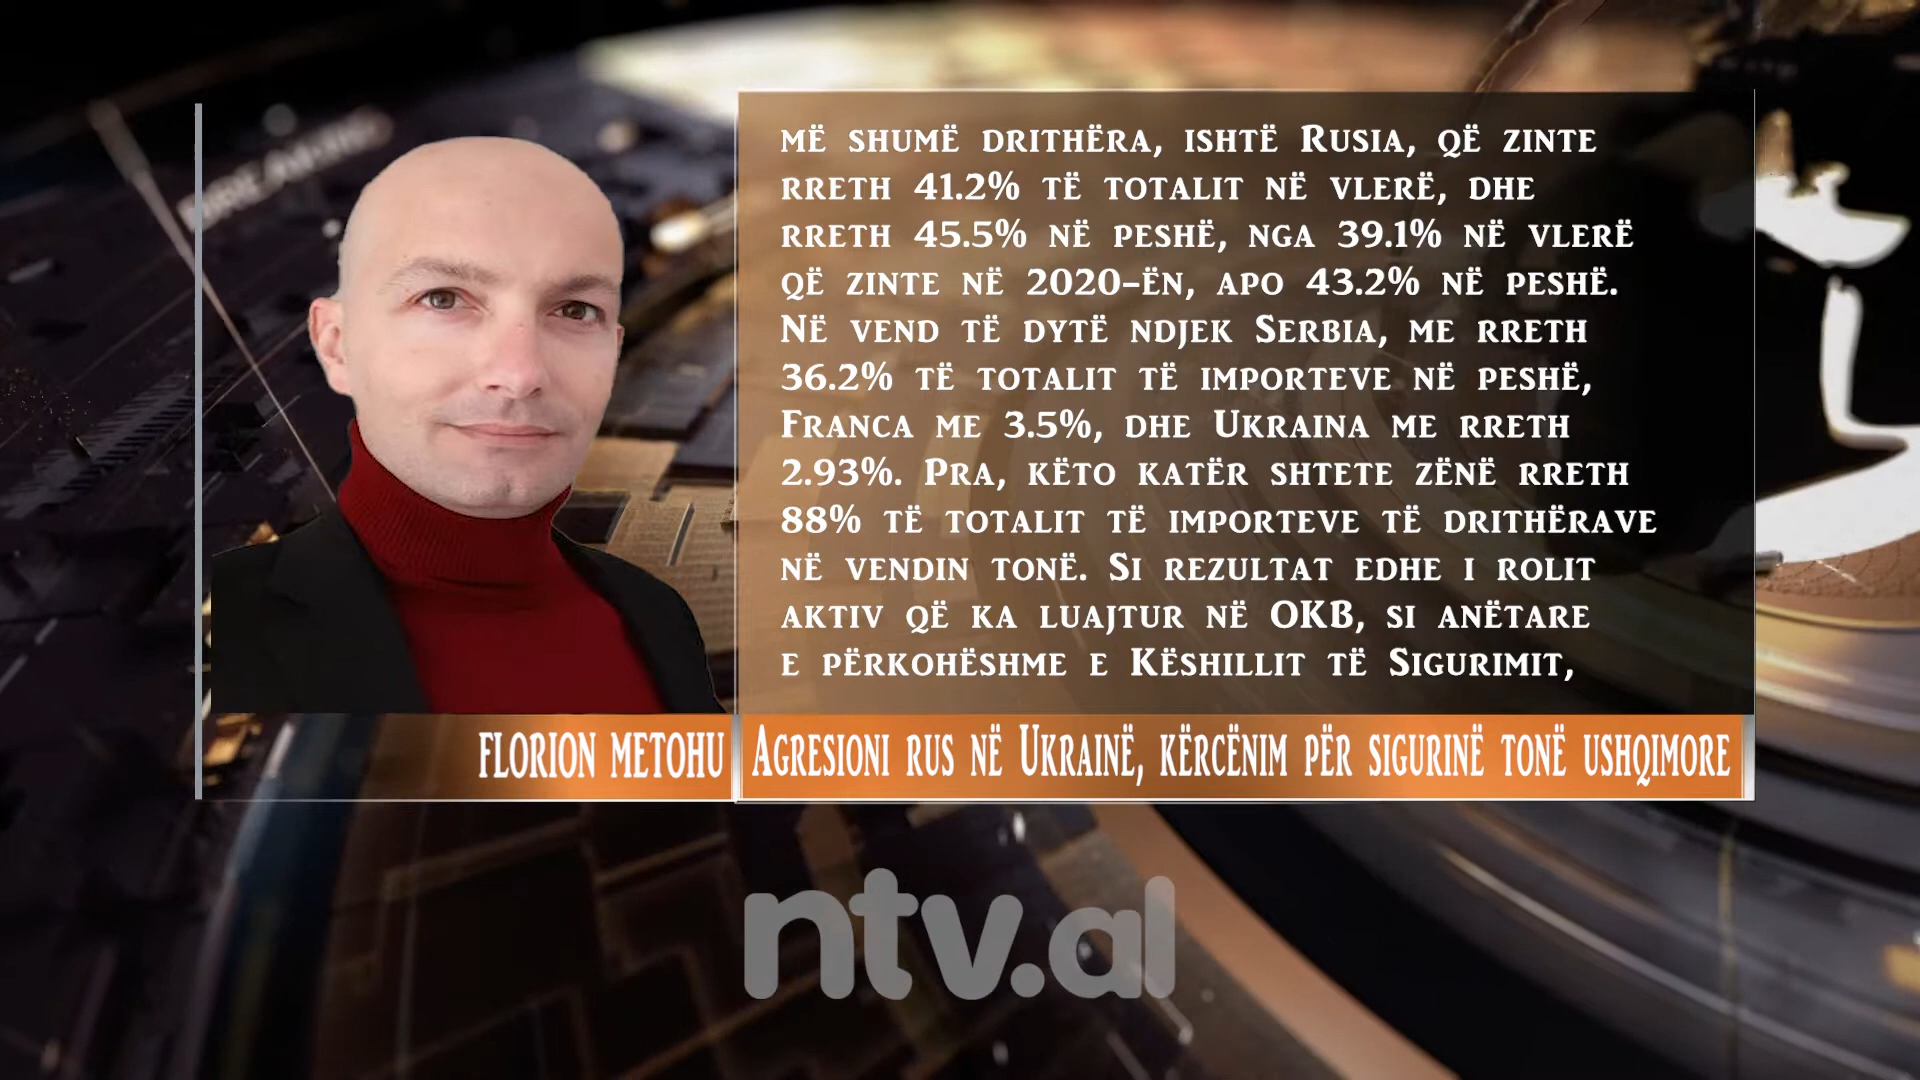 MË SHUMË DRITHËRA, ISHTË RUSIA, QË ZINTE
RRETH 41.2% TË TOTALIT NË VLERË, DHE
RRETH 45.5% NË PESHË, NGA 39.1% NË VLERË
QË ZINTE NË 2020-ËN, APO 43.2% NË PESHË.
NË VEND TË DYTË NDJEK SERBIA, ME RRETH
36.2% TË TOTALIT TË IMPORTEVE NË PESHË,
FRANCA ME 3.5%, DHE UKRAINA ME RRETH
2.93%. PRA, KËTO KATËR SHTETE ZËNË RRETH
88% TË TOTALIT TË IMPORTEVE TË DRITHËRAVE
NË VENDIN TONË. SI REZULTAT EDHE I ROLIT
AKTIV QË KA LUAJTUR NË OKB, SI ANËTARE
E PËRKOHËSHME E KËSHILLIT TË SIGURIMIT,
FLORION METOHU
AGRESIONI RUS NË UKRAINË, KËRCËNIM PËR SIGURINË TONË USHQIMORE
ntv.al